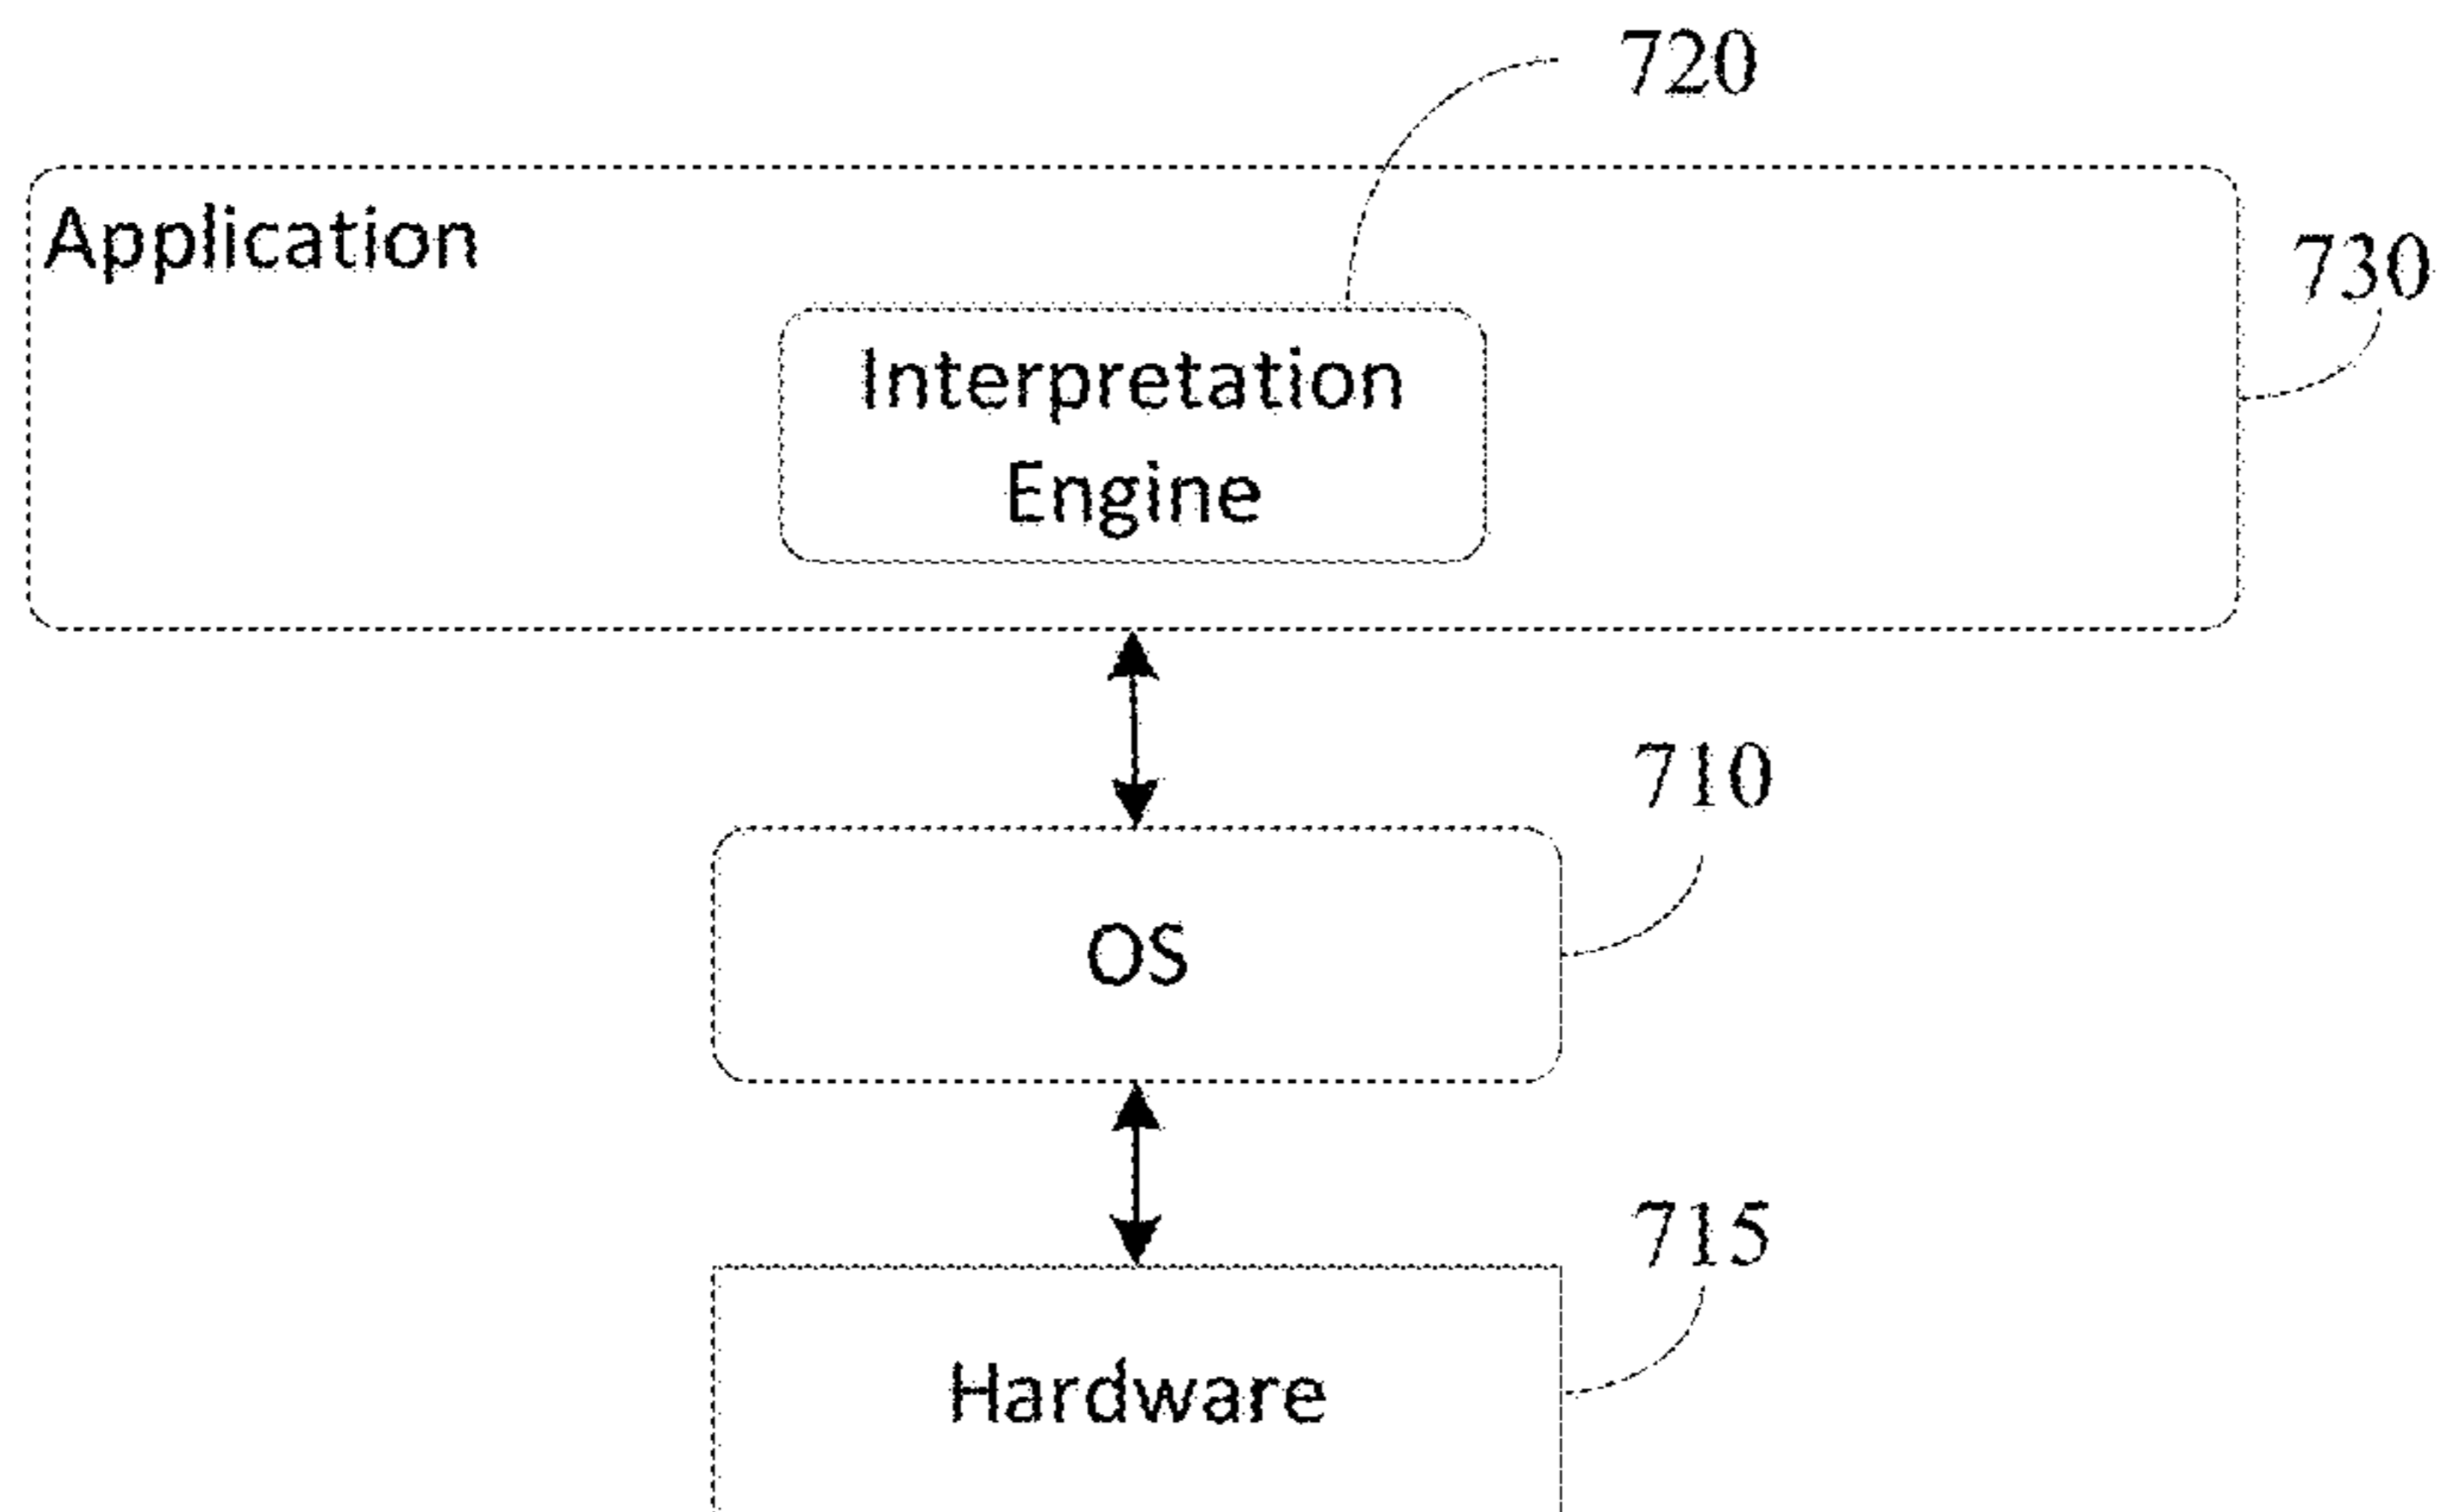 720
Application
730
Interpretation
Engine
710
OS
715
Hardware